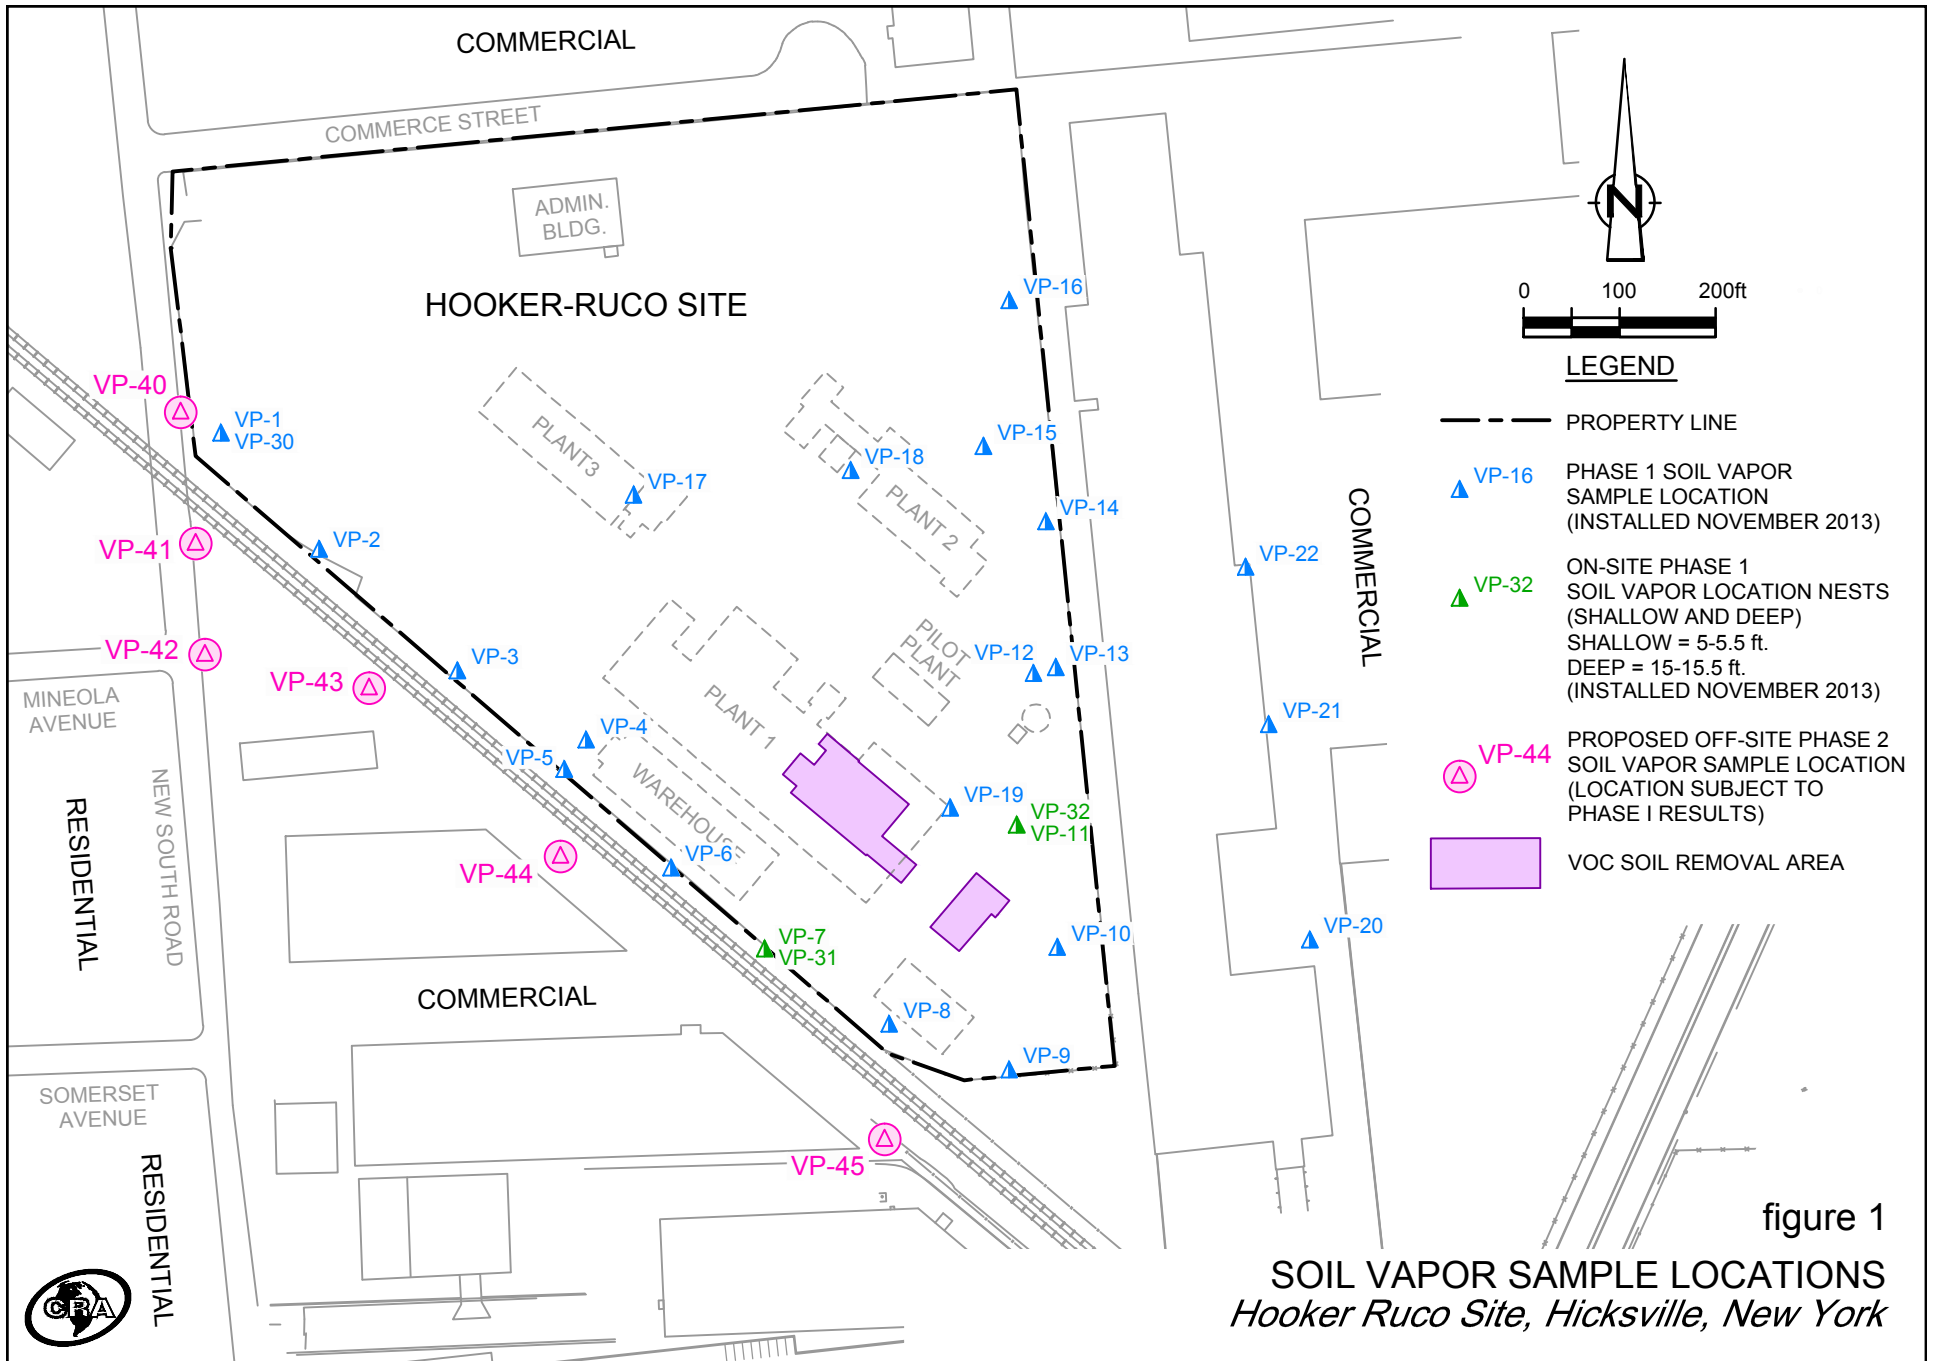 COMMERCIAL
COMMERCE STREET
ADMIN.
BLDG.
HOOKER-RUCO SITE
VP-16
VP-40
VP-1
VP-30
PLANT3
VP-17
VP-18
VP-15
PLANT 2
VP-14
VP-41
VP-2
VP-22
COMMERCIAL
VP-42
VP-43
VP-3
PILOT
PLANT
VP-12
VP-13
MINEOLA
AVENUE
PLANT 1
VP-4
VP-5
VP-21
NEW SOUTH ROAD
RESIDENTIAL
WAREHOUSE
VP-19
VP-32
VP-11
VP-44
VP-6
VP-7
VP-31
VP-10
VP-20
COMMERCIAL
VP-8
VP-9
SOMERSET
AVENUE
VP-45
RESIDENTIAL
CRA
N
0 100 200ft
LEGEND
PROPERTY LINE
VP-16
PHASE 1 SOIL VAPOR
SAMPLE LOCATION
(INSTALLED NOVEMBER 2013)
VP-32
ON-SITE PHASE 1
SOIL VAPOR LOCATION NESTS
(SHALLOW AND DEEP)
SHALLOW = 5-5.5 ft.
DEEP = 15-15.5 ft.
(INSTALLED NOVEMBER 2013)
VP-44
PROPOSED OFF-SITE PHASE 2
SOIL VAPOR SAMPLE LOCATION
(LOCATION SUBJECT TO
PHASE I RESULTS)
VOC SOIL REMOVAL AREA
figure 1
SOIL VAPOR SAMPLE LOCATIONS
Hooker Ruco Site, Hicksville, New York